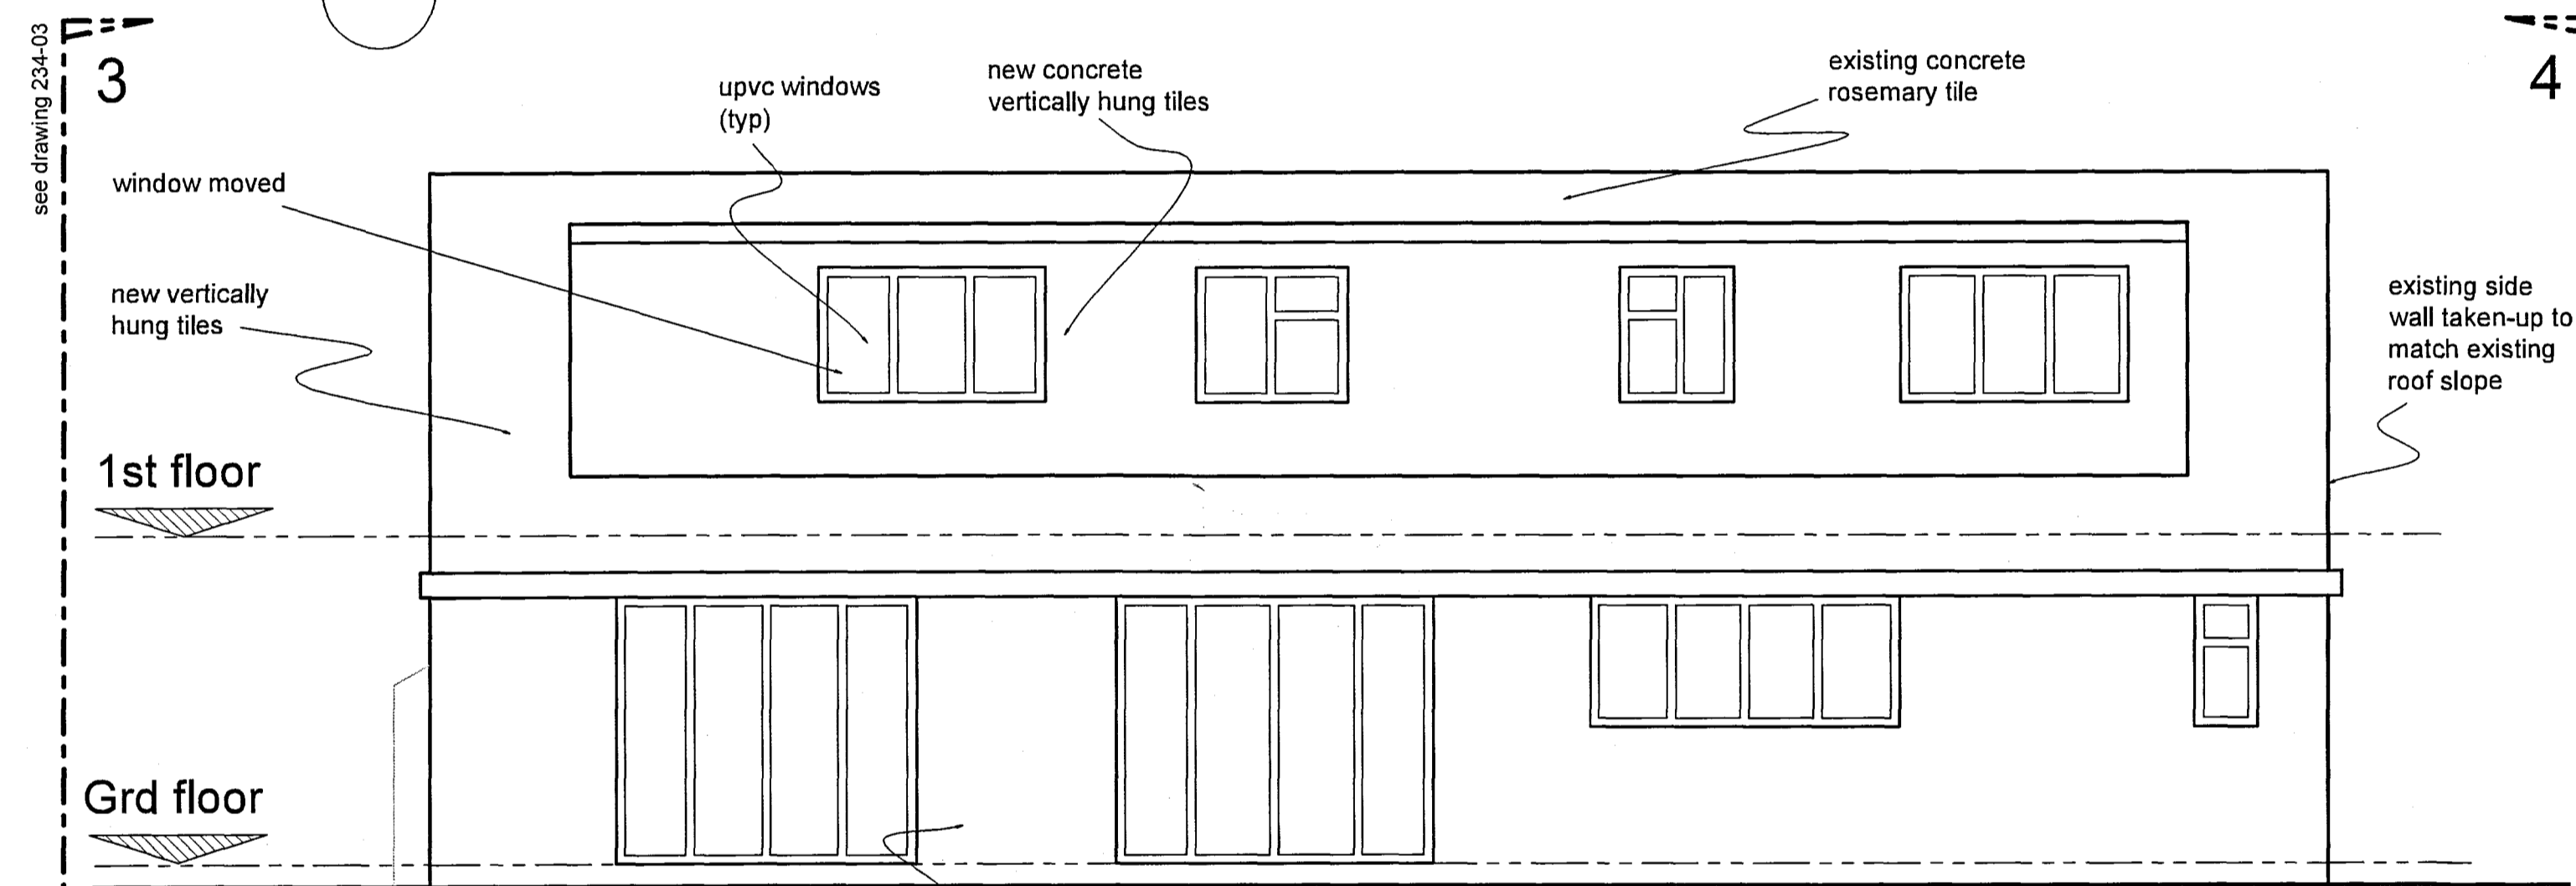 see drawing 234-03
3
4
upvc windows
(typ)
new concrete
vertically hung tiles
existing concrete
rosemary tile
window moved
new vertically
hung tiles
existing side
wall taken-up to
match existing
roof slope
1st floor
Grd floor